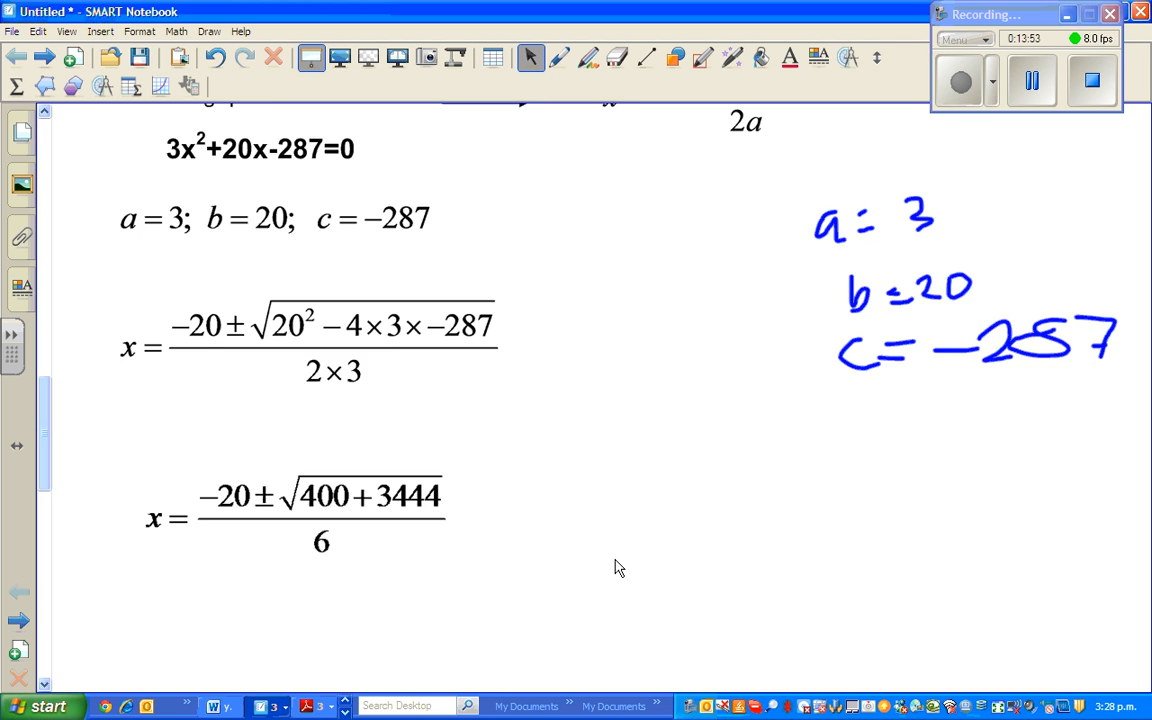 Untitled * - SMART Notebook
Recording...
File Edit View Insert Format Math Draw Help
Menu 0:13:53 8.0 fps
2a
3x²+20x-287=0
a = 3; b = 20; c = −287
a = 3
b = 20
c = −287
x = (−20 ± √(20² − 4×3×−287)) / (2×3)
x = (−20 ± √(400+3444)) / 6
start W y. 3 3 Search Desktop My Documents » My Documents » 3:28 p.m.